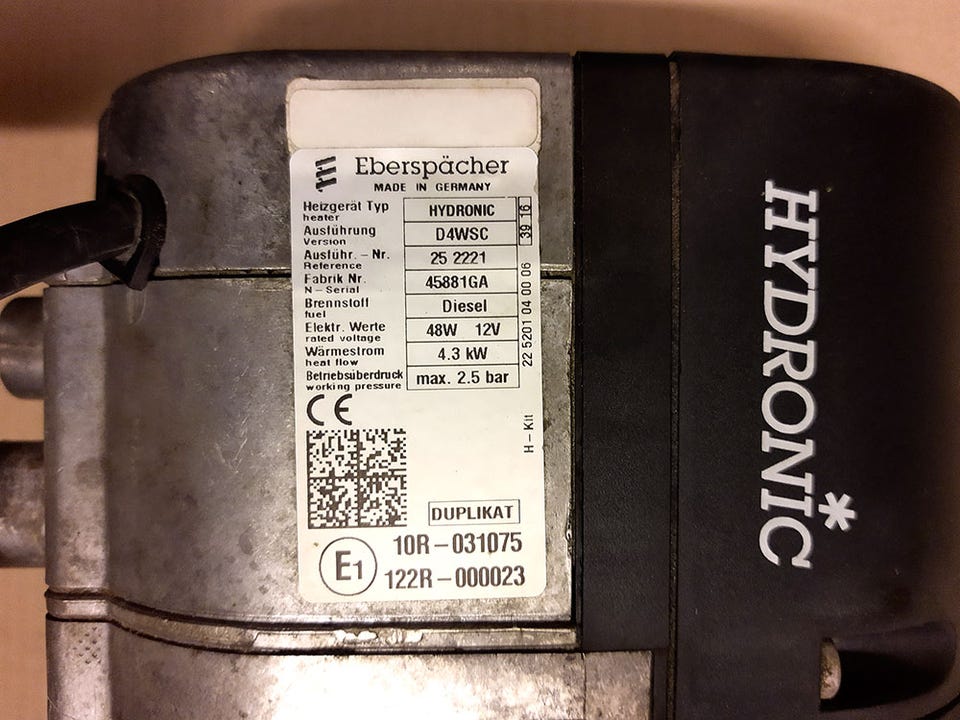 Eberspächer
MADE IN GERMANY
Heizgerät Typ HYDRONIC
heater
Ausführung D4WSC
Version
Ausführ. - Nr. 25 2221
Reference
Fabrik Nr. 45881GA
N - Serial
Brennstoff Diesel
fuel
Elektr. Werte 48W 12V
rated voltage
Wärmestrom 4.3 kW
heat flow
Betriebsüberdruck max. 2.5 bar
working pressure
39 16
22 5201 04 00 06
H - Kit
CE
DUPLIKAT
E1
10R - 031075
122R - 000023
HYDRONIC